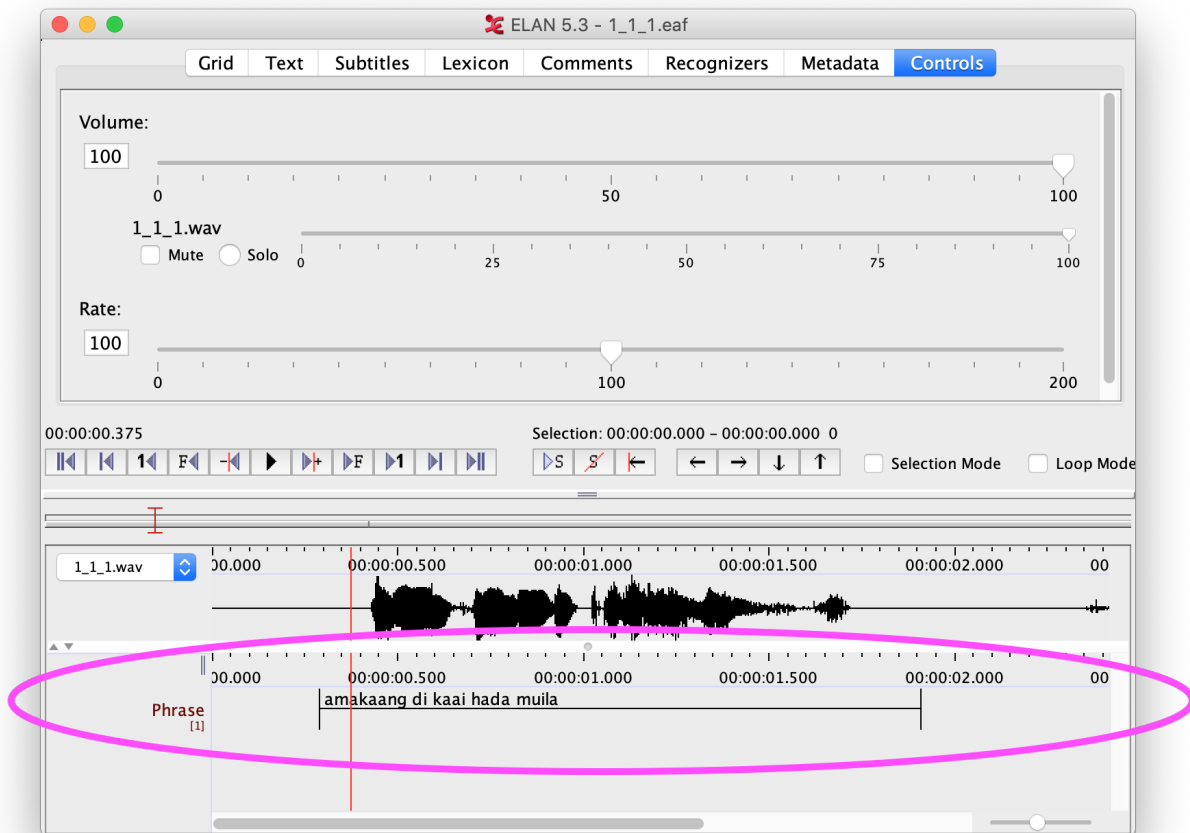 ELAN 5.3 - 1_1_1.eaf
Grid Text Subtitles Lexicon Comments Recognizers Metadata Controls
Volume:
100
0 50 100
1_1_1.wav
Mute Solo
0 25 50 75 100
Rate:
100
0 100 200
00:00:00.375
Selection: 00:00:00.000 - 00:00:00.000 0
1 F - + F 1 S S Selection Mode Loop Mode
1_1_1.wav
00.000 00:00:00.500 00:00:01.000 00:00:01.500 00:00:02.000 00
00.000 00:00:00.500 00:00:01.000 00:00:01.500 00:00:02.000 00
amakaang di kaai hada muila
Phrase
[1]